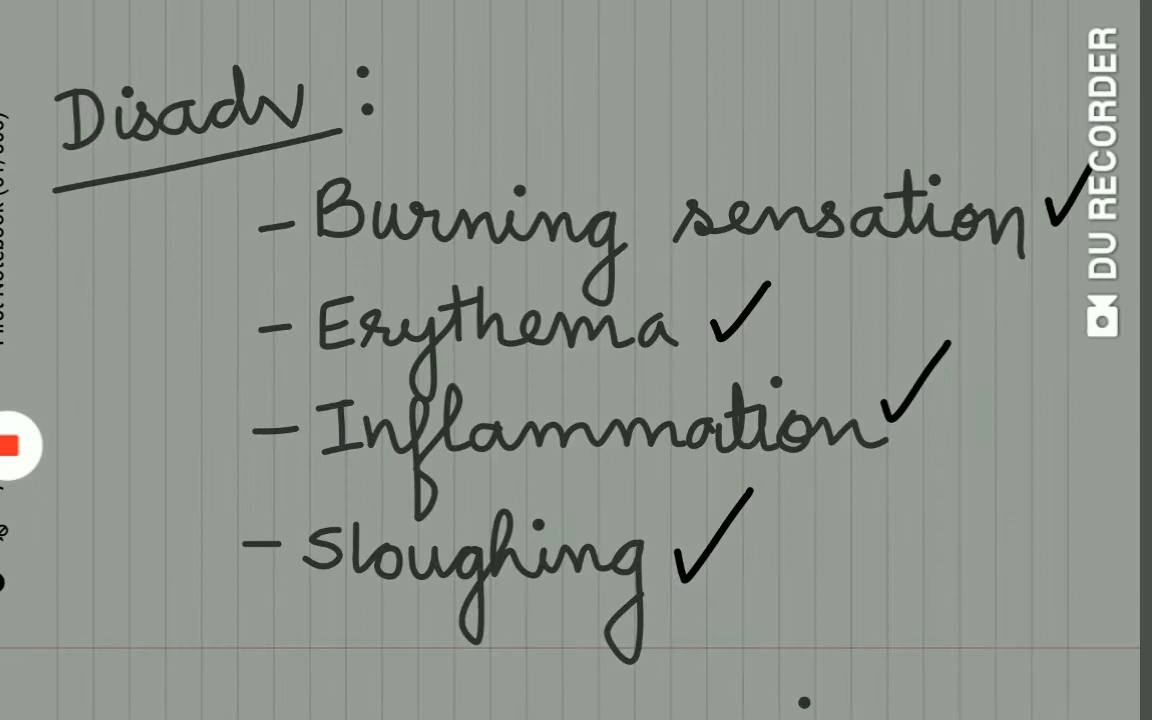 Disadv :
- Burning sensation ✓
- Erythema ✓
- Inflammation ✓
- Sloughing ✓
DU RECORDER